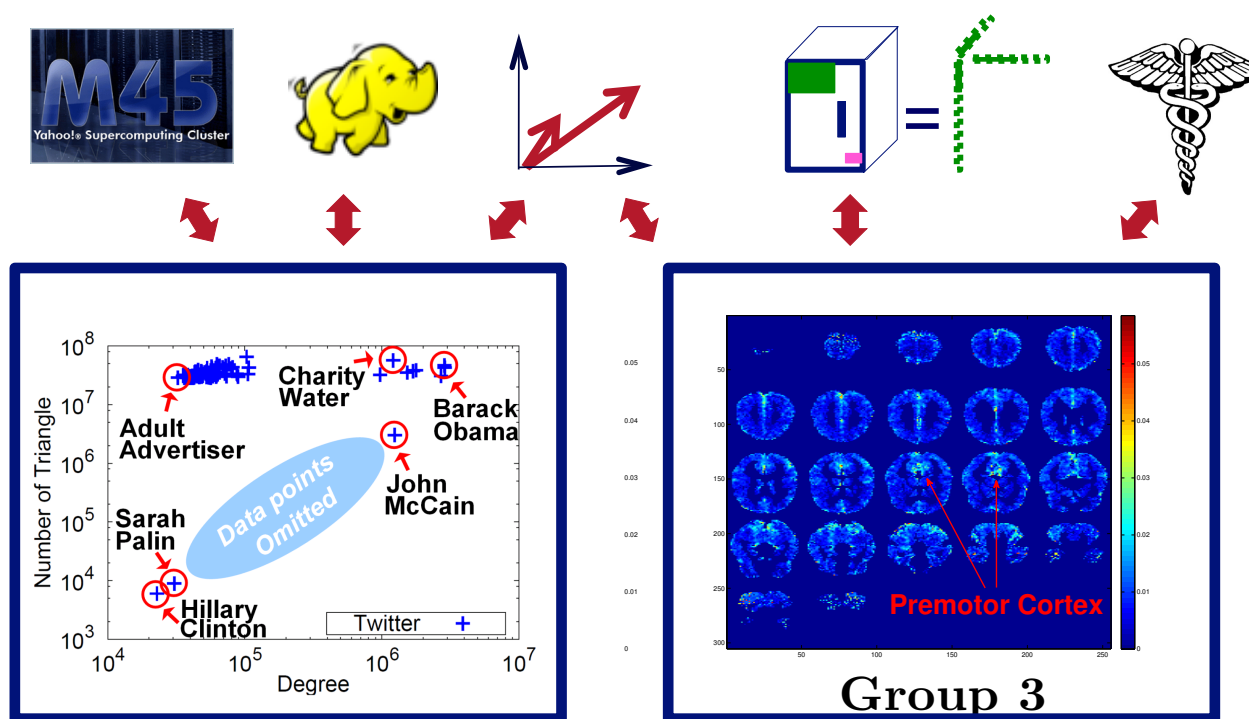 M45
Yahoo!® Supercomputing Cluster
=
10^8
10^7
10^6
10^5
10^4
10^3
Number of Triangle
Charity
Water
Barack
Obama
Adult
Advertiser
John
McCain
Data points
Omitted
Sarah
Palin
Hillary
Clinton
Twitter
10^4
10^5
10^6
10^7
Degree
0.05
0.04
0.03
0.02
0.01
0
50
100
150
200
250
300
50
100
150
200
250
Premotor Cortex
0.05
0.04
0.03
0.02
0.01
0
Group 3